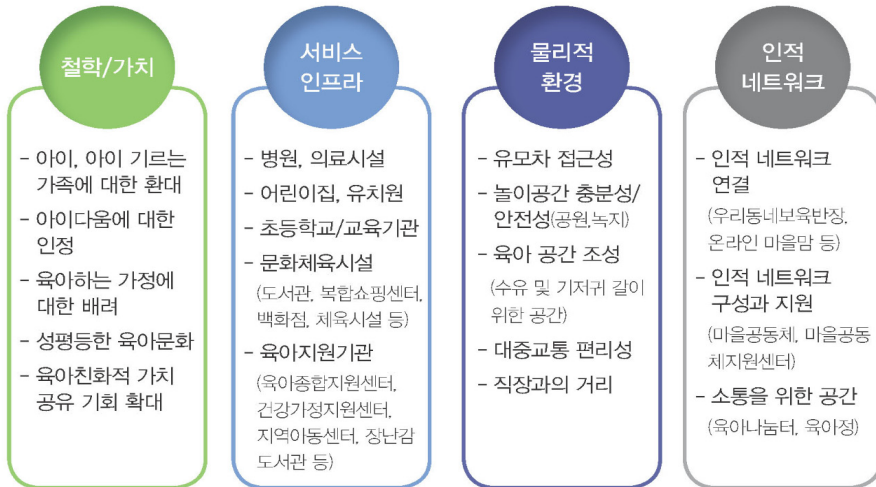 철학/가치
- 아이, 아이 기르는
가족에 대한 환대
- 아이다움에 대한
인정
- 육아하는 가정에
대한 배려
- 성평등한 육아문화
- 육아친화적 가치
공유 기회 확대
서비스
인프라
- 병원, 의료시설
- 어린이집, 유치원
- 초등학교/교육기관
- 문화체육시설
(도서관, 복합쇼핑센터,
백화점, 체육시설 등)
- 육아지원기관
(육아종합지원센터,
건강가정지원센터,
지역아동센터, 장난감
도서관 등)
물리적
환경
- 유모차 접근성
- 놀이공간 충분성/
안전성(공원,녹지)
- 육아 공간 조성
(수유 및 기저귀 갈이
위한 공간)
- 대중교통 편리성
- 직장과의 거리
인적
네트워크
- 인적 네트워크
연결
(우리동네보육반장,
온라인 마을맘 등)
- 인적 네트워크
구성과 지원
(마을공동체, 마을공동
체지원센터)
- 소통을 위한 공간
(육아나눔터, 육아정)